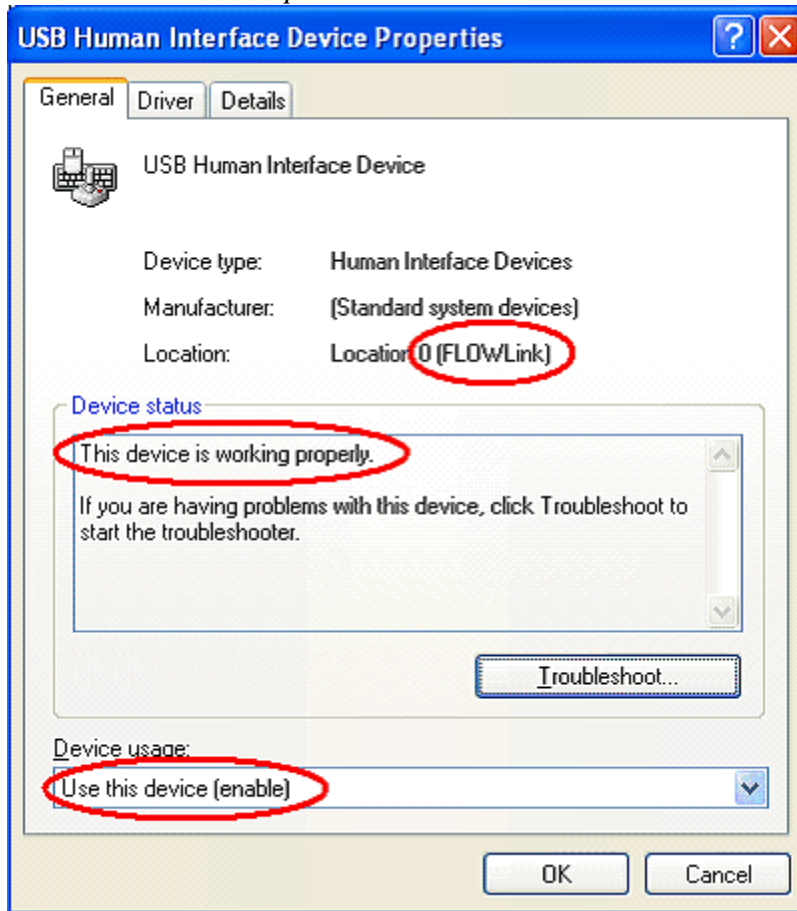 USB Human Interface Device Properties
General Driver Details
USB Human Interface Device
Device type: Human Interface Devices
Manufacturer: (Standard system devices)
Location: Location 0 (FLOWLink)
Device status
This device is working properly.
If you are having problems with this device, click Troubleshoot to
start the troubleshooter.
Troubleshoot...
Device usage:
Use this device (enable)
OK Cancel